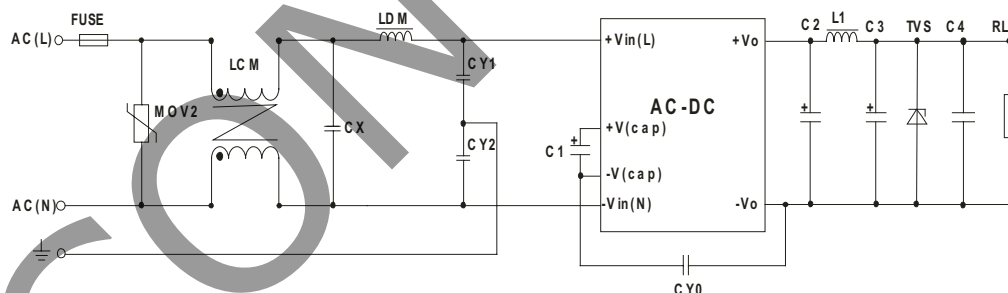 FUSE
AC(L)
MOV2
LCM
CX
LDM
CY1
CY2
AC(N)
+Vin(L)
+Vo
AC-DC
+V(cap)
-V(cap)
-Vin(N)
-Vo
+
C1
CY0
C2
L1
C3
TVS
C4
RL
+
+